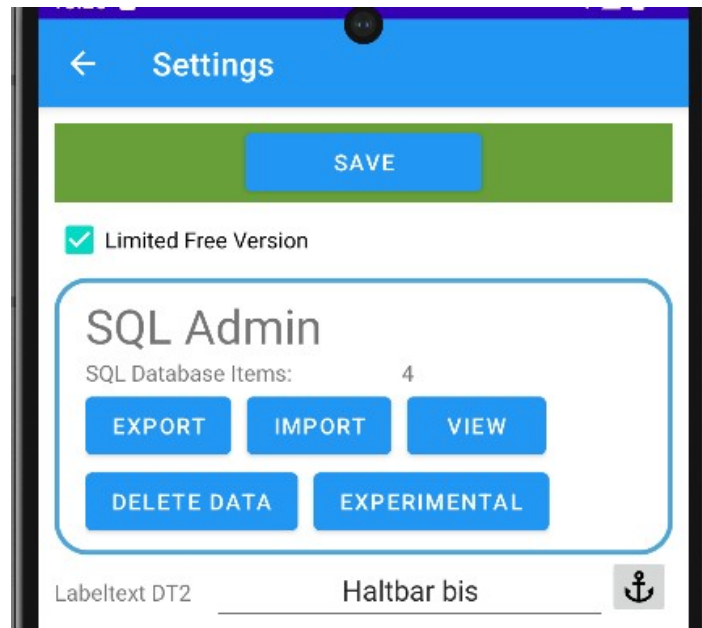 Settings
SAVE
Limited Free Version
SQL Admin
SQL Database Items: 4
EXPORT IMPORT VIEW
DELETE DATA EXPERIMENTAL
Labeltext DT2 Haltbar bis